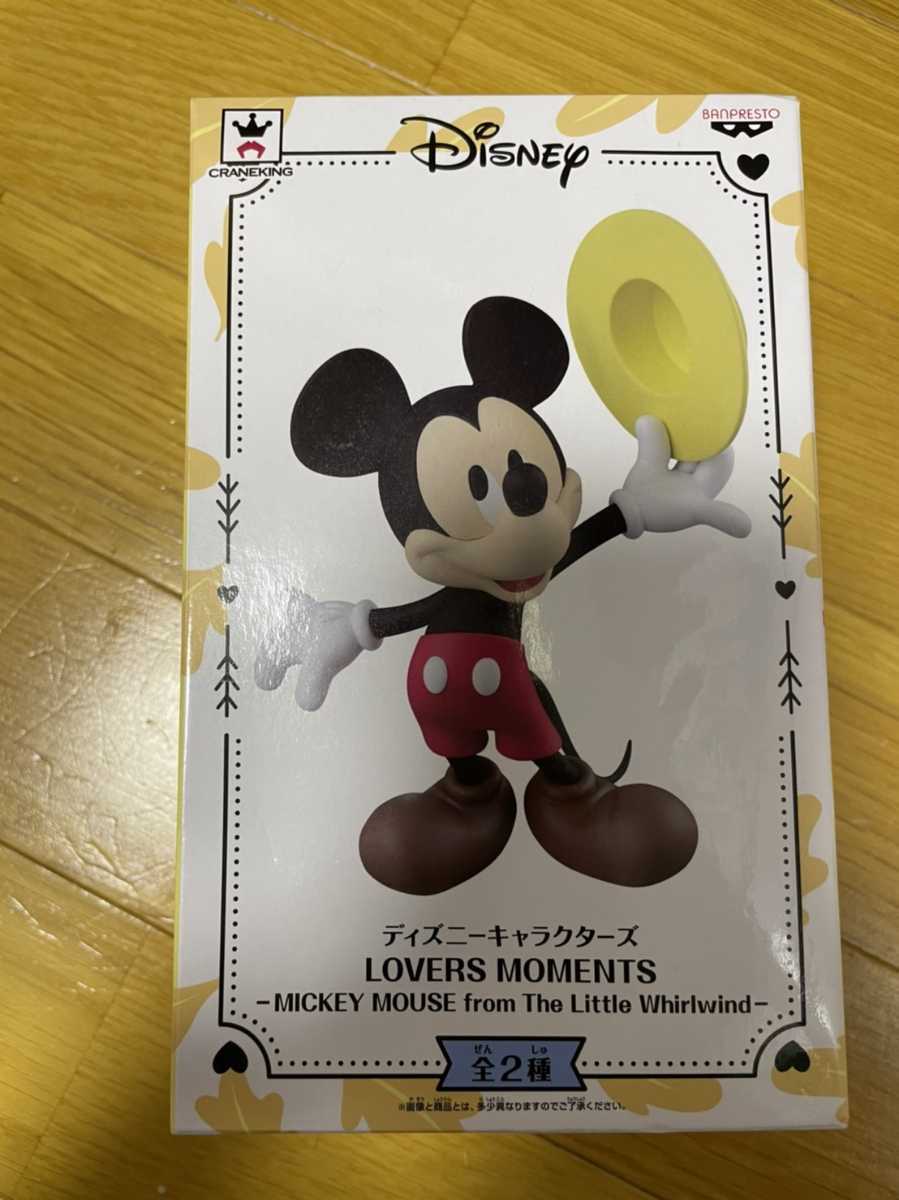 CRANEKING
Disney
BANPRESTO
ディズニーキャラクターズ
LOVERS MOMENTS
-MICKEY MOUSE from The Little Whirlwind-
ぜん しゅ
全2種
※画像と商品とは、多少異なりますのでご了承ください。